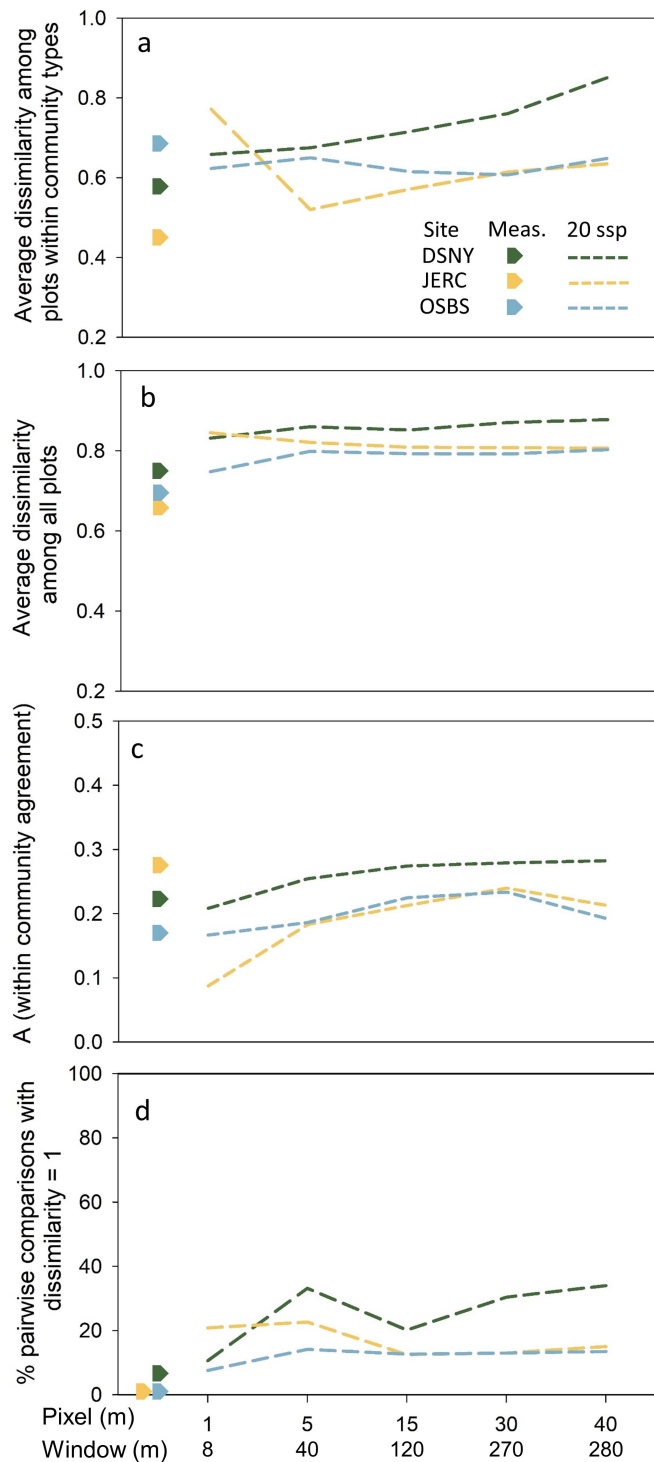 1.0
a
0.8
0.6
0.4
0.2
Average dissimilarity among
plots within community types
Site Meas. 20 ssp
DSNY
JERC
OSBS
1.0
b
0.8
0.6
0.4
0.2
Average dissimilarity
among all plots
0.5
c
0.4
0.3
0.2
0.1
0.0
A (within community agreement)
100
d
80
60
40
20
0
% pairwise comparisons with
dissimilarity = 1
Pixel (m) 1 5 15 30 40
Window (m) 8 40 120 270 280